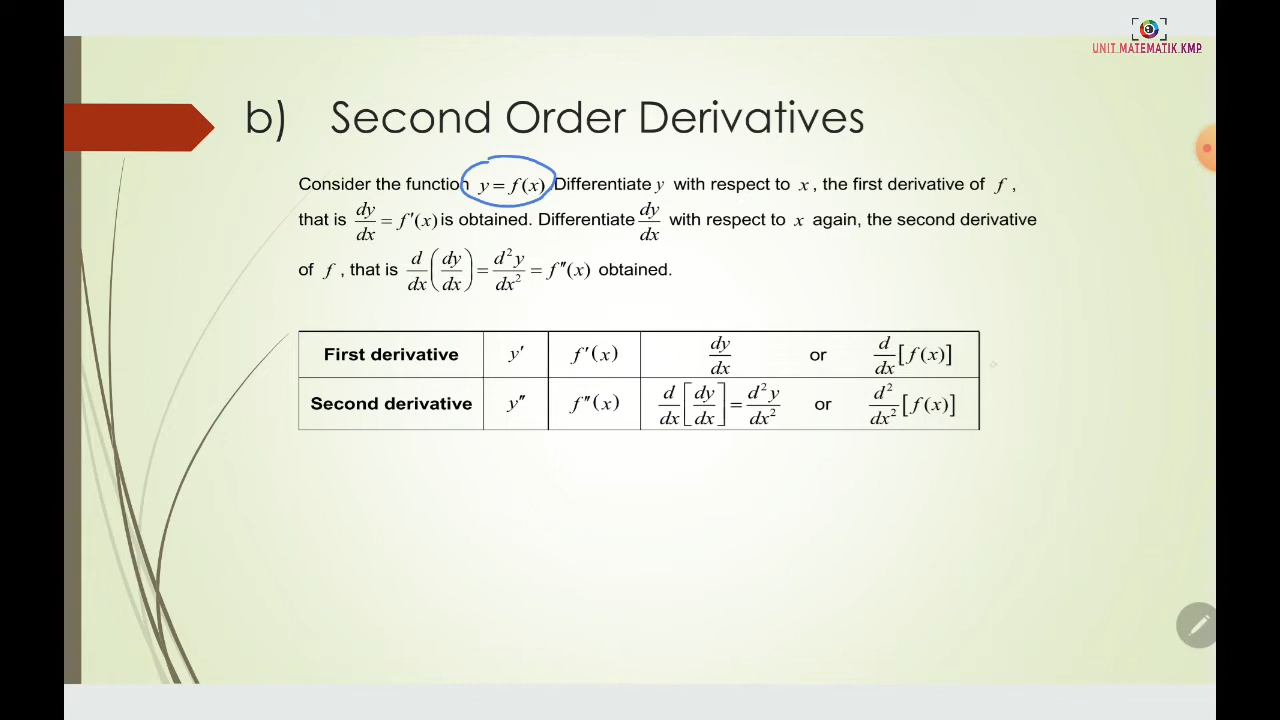 UNIT MATEMATIK KMP
b) Second Order Derivatives
Consider the function y = f(x). Differentiate y with respect to x , the first derivative of f ,
that is dy/dx = f′(x) is obtained. Differentiate dy/dx with respect to x again, the second derivative
of f , that is d/dx (dy/dx) = d²y/dx² = f″(x) obtained.
First derivative y′ f′(x) dy/dx or d/dx [f(x)]
Second derivative y″ f″(x) d/dx [dy/dx] = d²y/dx² or d²/dx² [f(x)]